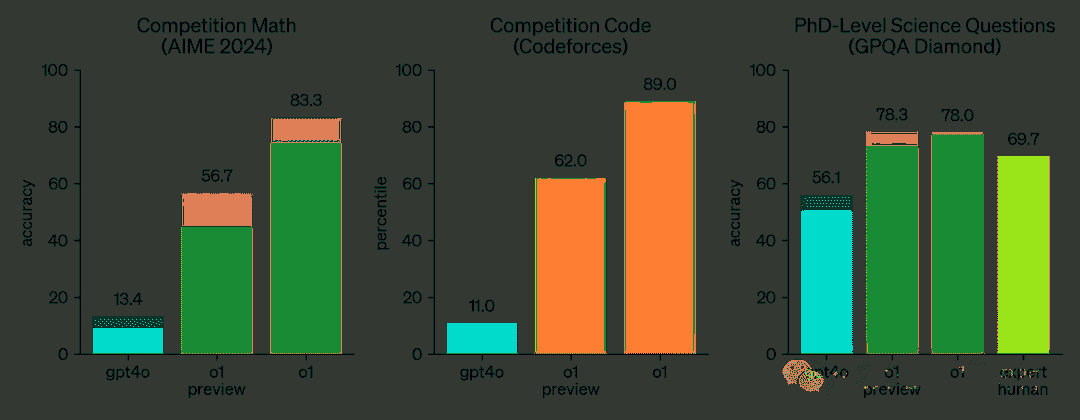 Competition Math
(AIME 2024)
accuracy
100
80
60
40
20
0
13.4
56.7
83.3
gpt4o
o1
preview
o1
Competition Code
(Codeforces)
percentile
100
80
60
40
20
0
11.0
62.0
89.0
gpt4o
o1
preview
o1
PhD-Level Science Questions
(GPQA Diamond)
accuracy
100
80
60
40
20
0
56.1
78.3
78.0
69.7
gpt4o
o1
preview
o1
expert
human